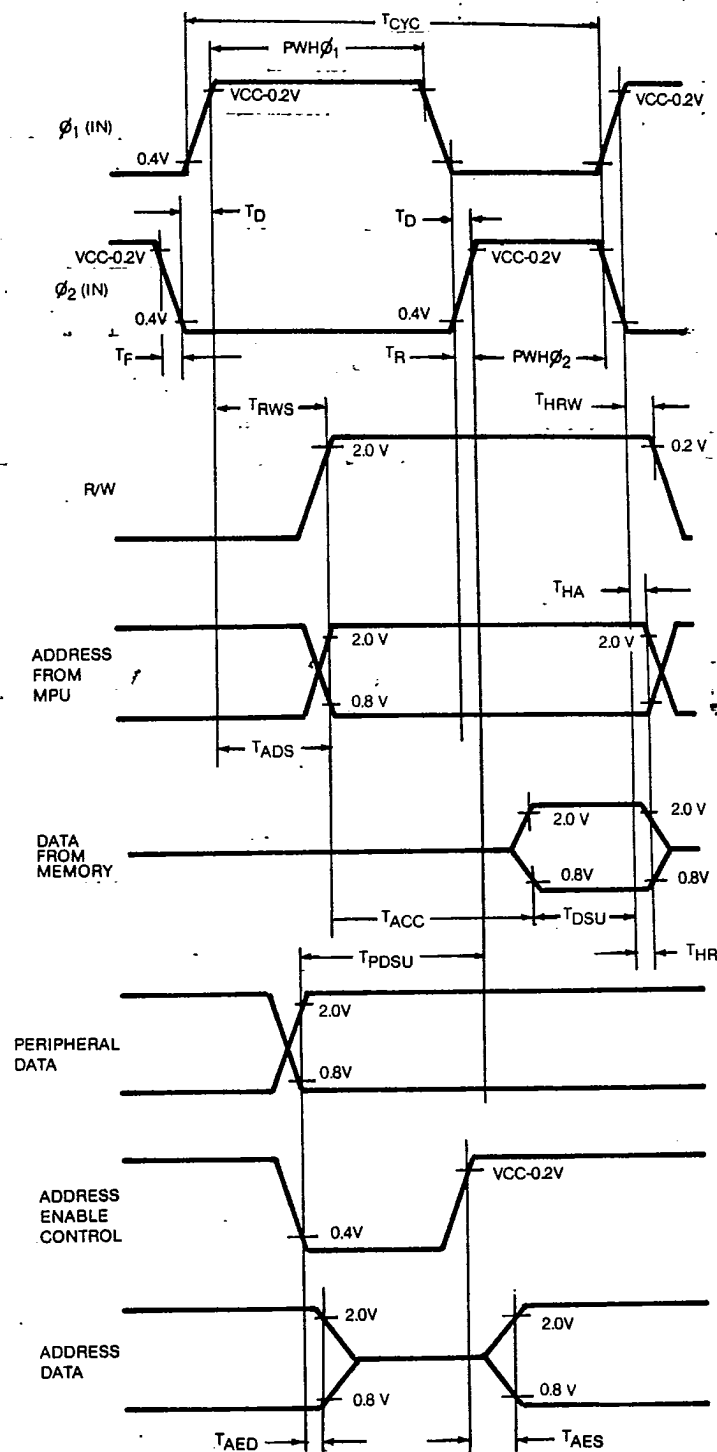 TCYC
PWHØ1
VCC-0.2V
VCC-0.2V
Ø1 (IN)
0.4V
TD
TD
VCC-0.2V
VCC-0.2V
Ø2 (IN)
0.4V
0.4V
TF
TR
PWHØ2
TRWS
THRW
2.0 V
0.2 V
R/W
THA
2.0 V
2.0 V
ADDRESS
FROM
MPU
0.8 V
TADS
2.0 V
2.0 V
DATA
FROM
MEMORY
0.8V
0.8V
TACC
TDSU
TPDSU
THR
2.0V
PERIPHERAL
DATA
0.8V
VCC-0.2V
ADDRESS
ENABLE
CONTROL
0.4V
2.0V
2.0V
ADDRESS
DATA
0.8 V
0.8 V
TAED
TAES